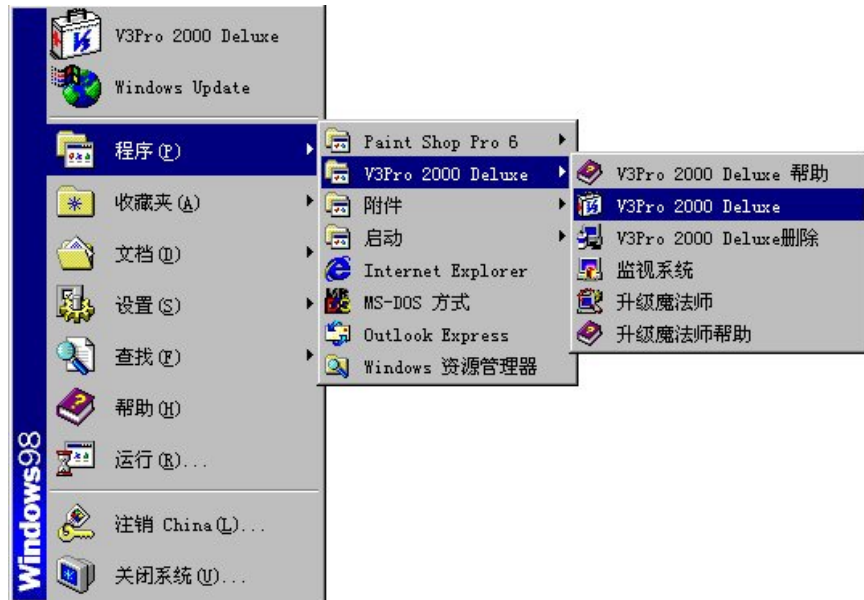 V3Pro 2000 Deluxe
Windows Update
程序(P)
收藏夹(A)
文档(D)
设置(S)
查找(F)
帮助(H)
运行(R)...
注销 China(L)...
关闭系统(U)...
Windows98
Paint Shop Pro 6
V3Pro 2000 Deluxe
附件
启动
Internet Explorer
MS-DOS 方式
Outlook Express
Windows 资源管理器
V3Pro 2000 Deluxe 帮助
V3Pro 2000 Deluxe
V3Pro 2000 Deluxe删除
监视系统
升级魔法师
升级魔法师帮助